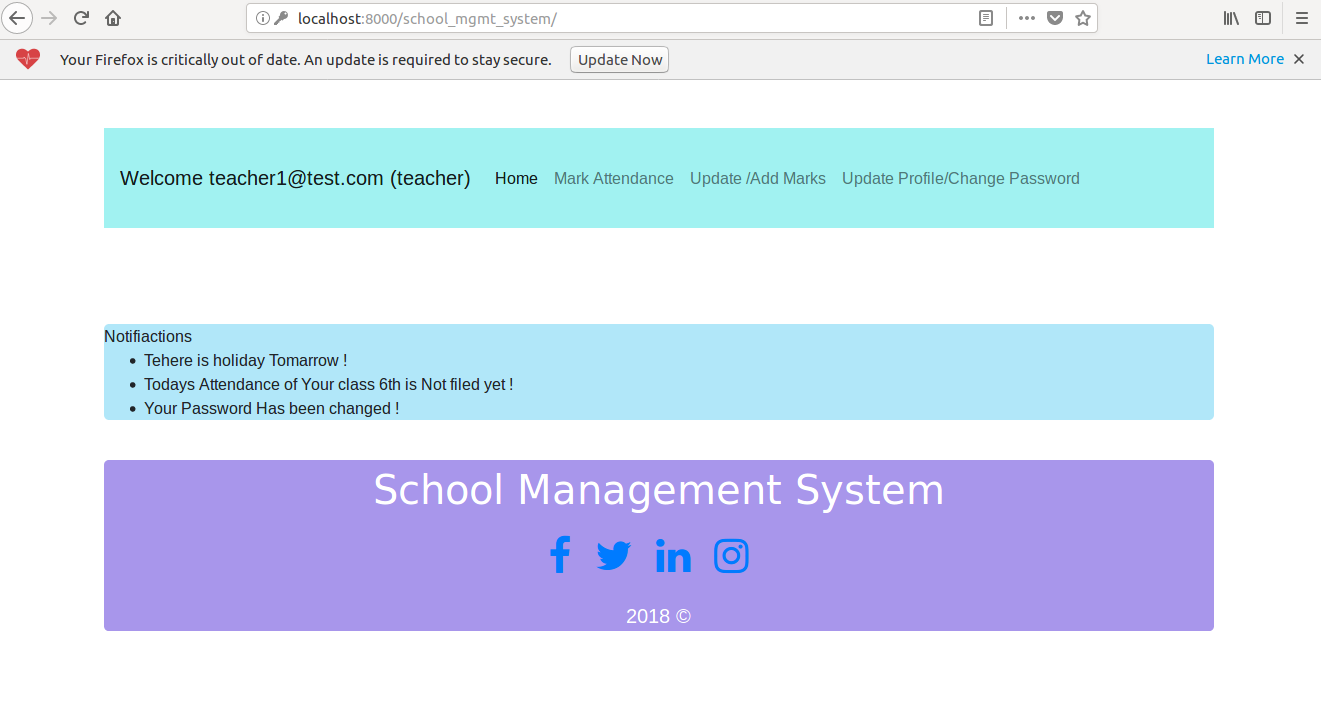 localhost:8000/school_mgmt_system/
Your Firefox is critically out of date. An update is required to stay secure. Update Now Learn More
Welcome teacher1@test.com (teacher) Home Mark Attendance Update /Add Marks Update Profile/Change Password
Notifiactions
Tehere is holiday Tomarrow !
Todays Attendance of Your class 6th is Not filed yet !
Your Password Has been changed !
School Management System
2018 ©